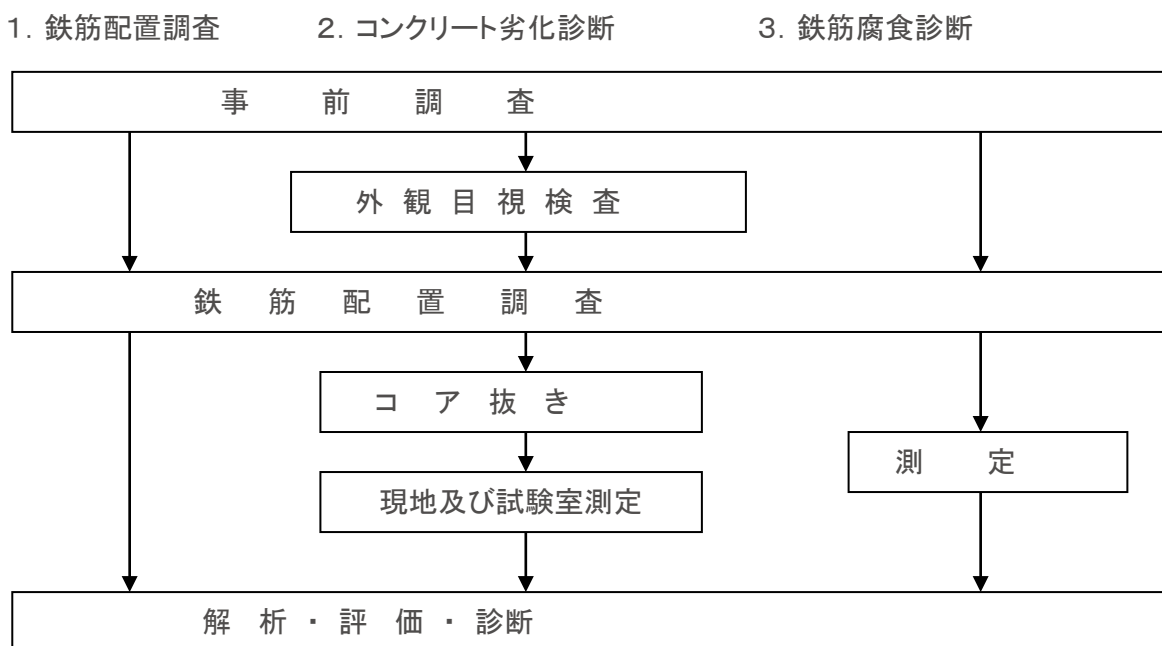 １．鉄筋配置調査　２．コンクリート劣化診断　３．鉄筋腐食診断
事前調査
外観目視検査
鉄筋配置調査
コア抜き
測定
現地及び試験室測定
解析・評価・診断